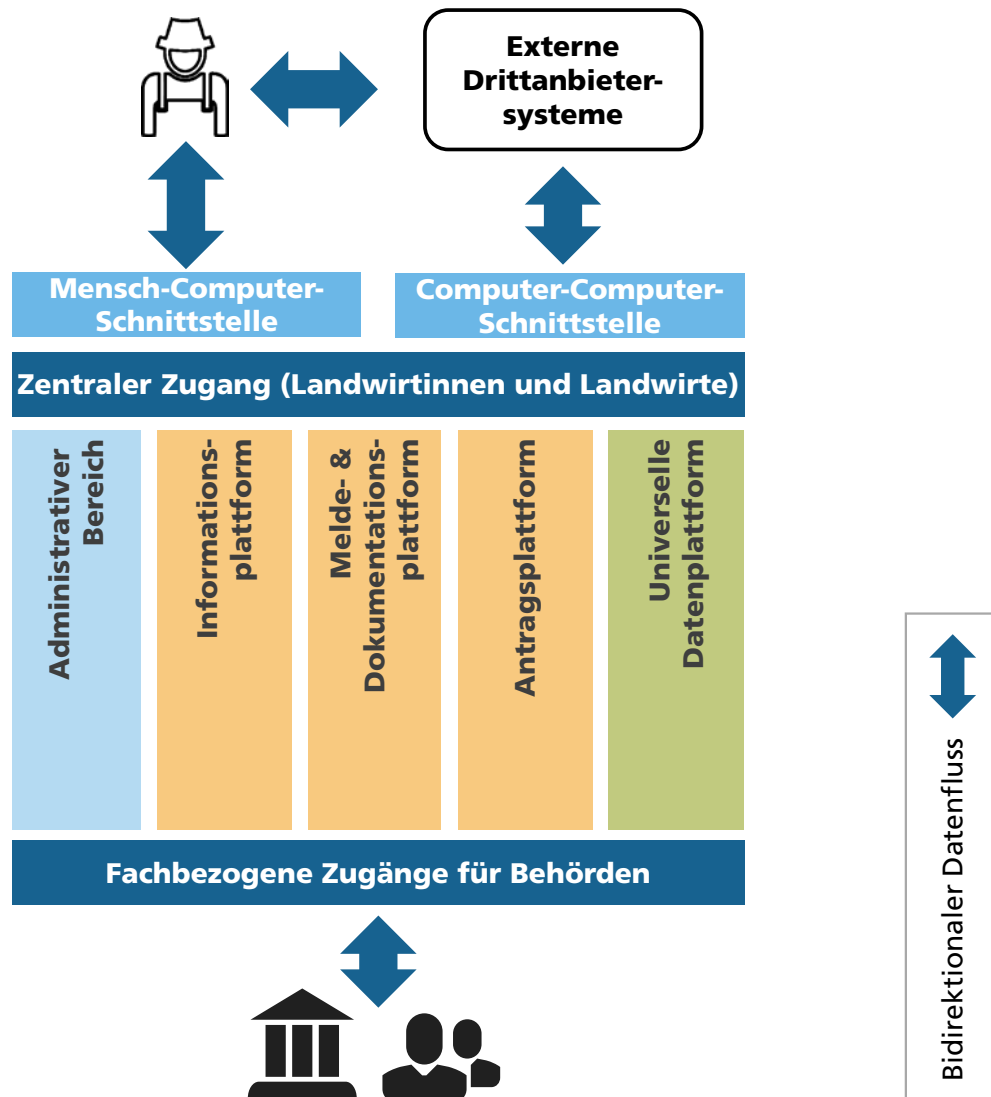 Externe
Drittanbieter-
systeme
Mensch-Computer-
Schnittstelle
Computer-Computer-
Schnittstelle
Zentraler Zugang (Landwirtinnen und Landwirte)
Administrativer
Bereich
Informations-
plattform
Melde- &
Dokumentations-
plattform
Antragsplattform
Universelle
Datenplattform
Fachbezogene Zugänge für Behörden
Bidirektionaler Datenfluss